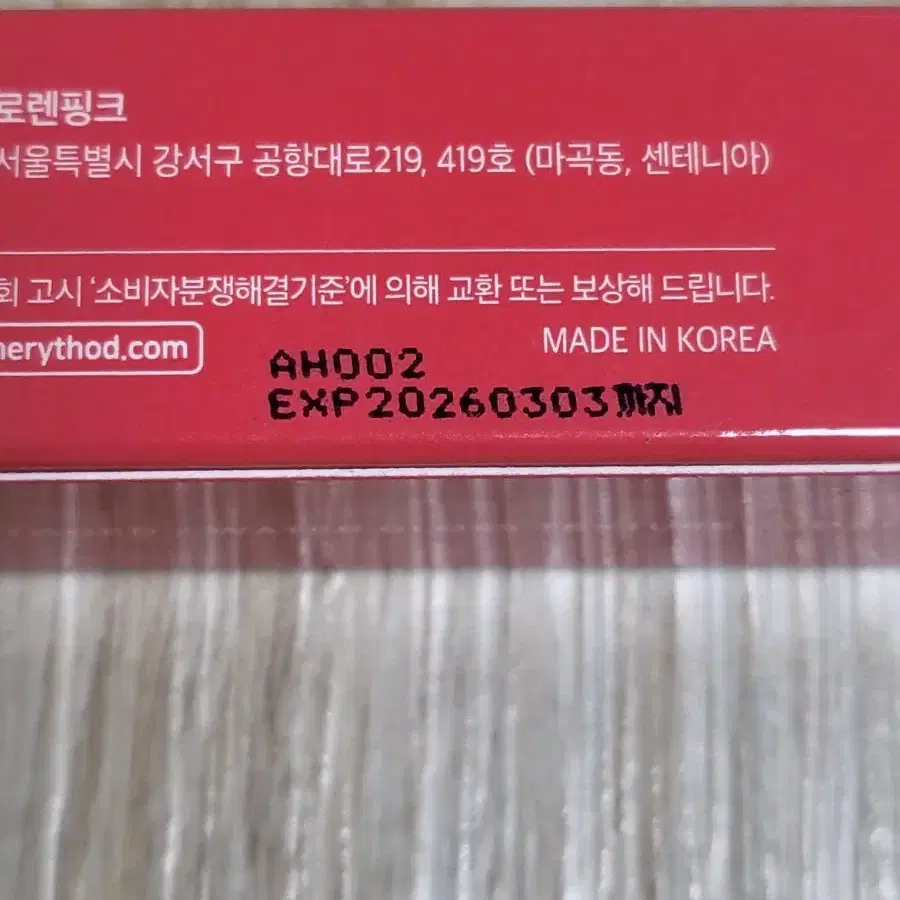 로렌핑크
서울특별시 강서구 공항대로219, 419호 (마곡동, 센테니아)
회 고시 '소비자분쟁해결기준'에 의해 교환 또는 보상해 드립니다.
nerythod.com
MADE IN KOREA
AH002
EXP20260303까지